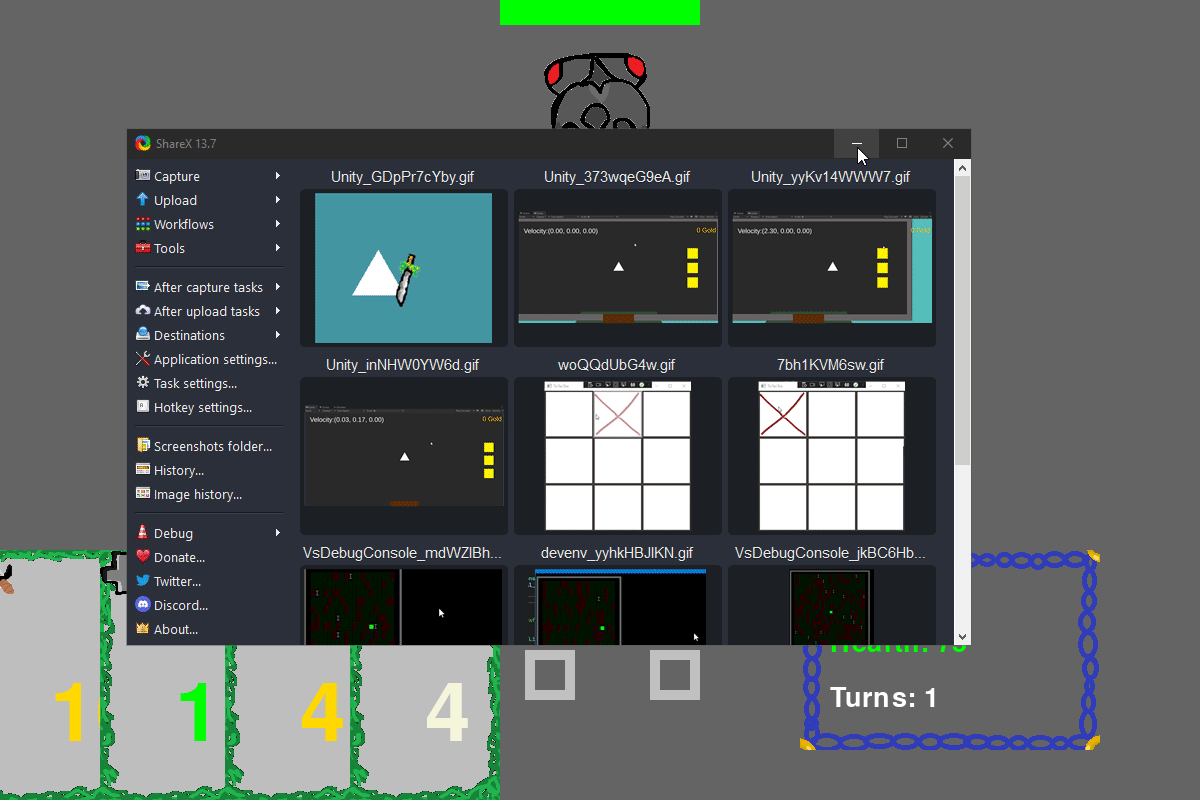 ShareX 13.7
Capture
Upload
Workflows
Tools
After capture tasks
After upload tasks
Destinations
Application settings...
Task settings...
Hotkey settings...
Screenshots folder...
History...
Image history...
Debug
Donate...
Twitter...
Discord...
About...
Unity_GDpPr7cYby.gif
Unity_373wqeG9eA.gif
Unity_yyKv14WWW7.gif
Velocity:(0.00, 0.00, 0.00)
0 Gold
Velocity:(2.30, 0.00, 0.00)
0 Gold
Unity_inNHW0YW6d.gif
woQQdUbG4w.gif
7bh1KVM6sw.gif
Velocity:(0.03, 0.17, 0.00)
0 Gold
VsDebugConsole_mdWZlBh...
devenv_yyhkHBJlKN.gif
VsDebugConsole_jkBC6Hb...
Health: 75
Turns: 1
1
1
4
4